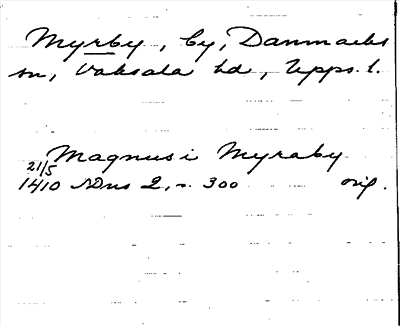 Myrby, by, Danmarks
sn, Vaksala hd, Upps. l.
Magnus i Myraby
21/5
1410 SDns 2, s. 300 orig.